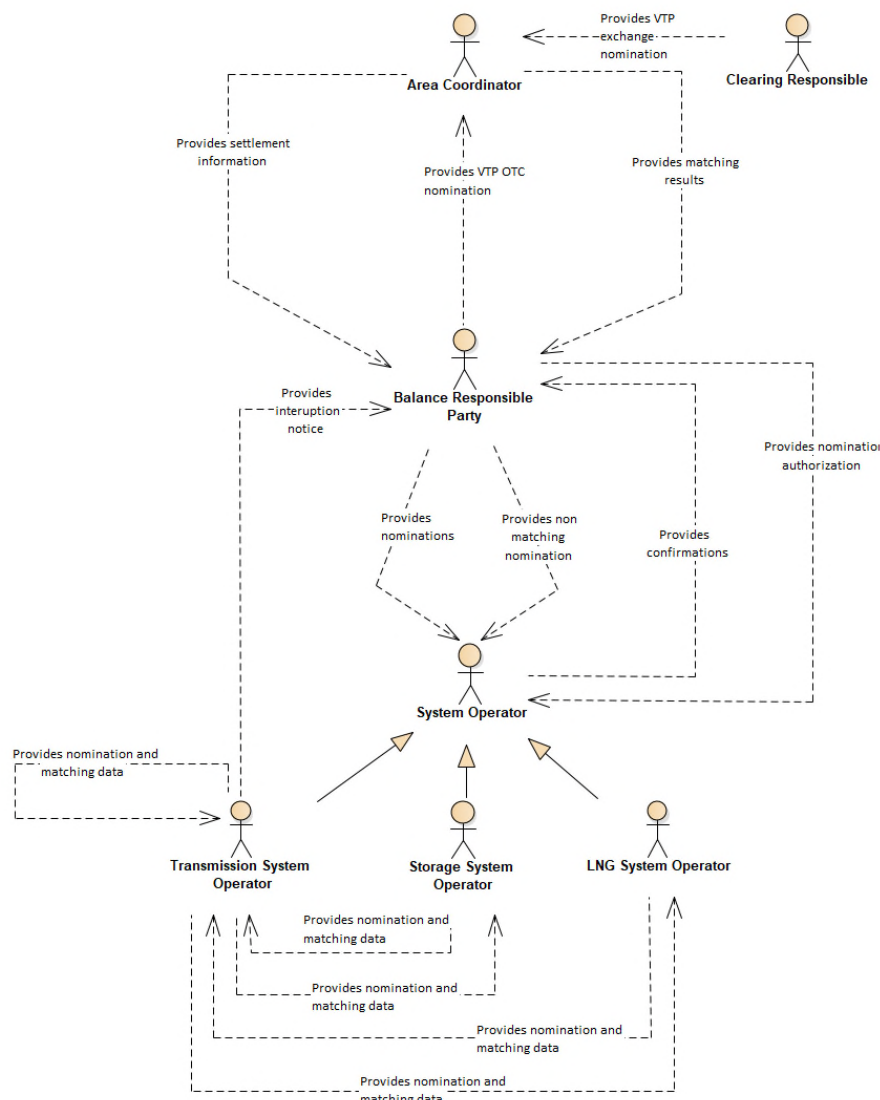 Provides VTP
exchange
nomination
Area Coordinator
Clearing Responsible
Provides settlement
information
Provides VTP OTC
nomination
Provides matching
results
Balance Responsible
Party
Provides
interuption
notice
Provides nomination
authorization
Provides
nominations
Provides non
matching
nomination
Provides
confirmations
System Operator
Provides nomination and
matching data
Transmission System
Operator
Storage System
Operator
LNG System Operator
Provides nomination and
matching data
Provides nomination and
matching data
Provides nomination and
matching data
Provides nomination and
matching data